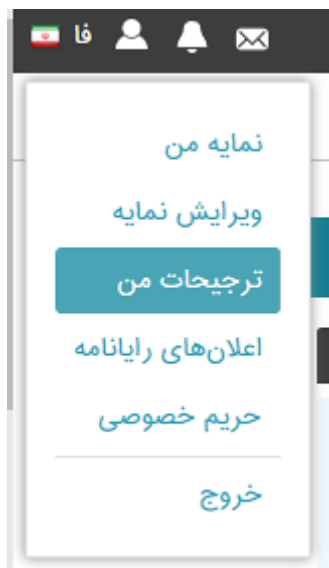 فا
نمایه من
ویرایش نمایه
ترجیحات من
اعلان‌های رایانامه
حریم خصوصی
خروج